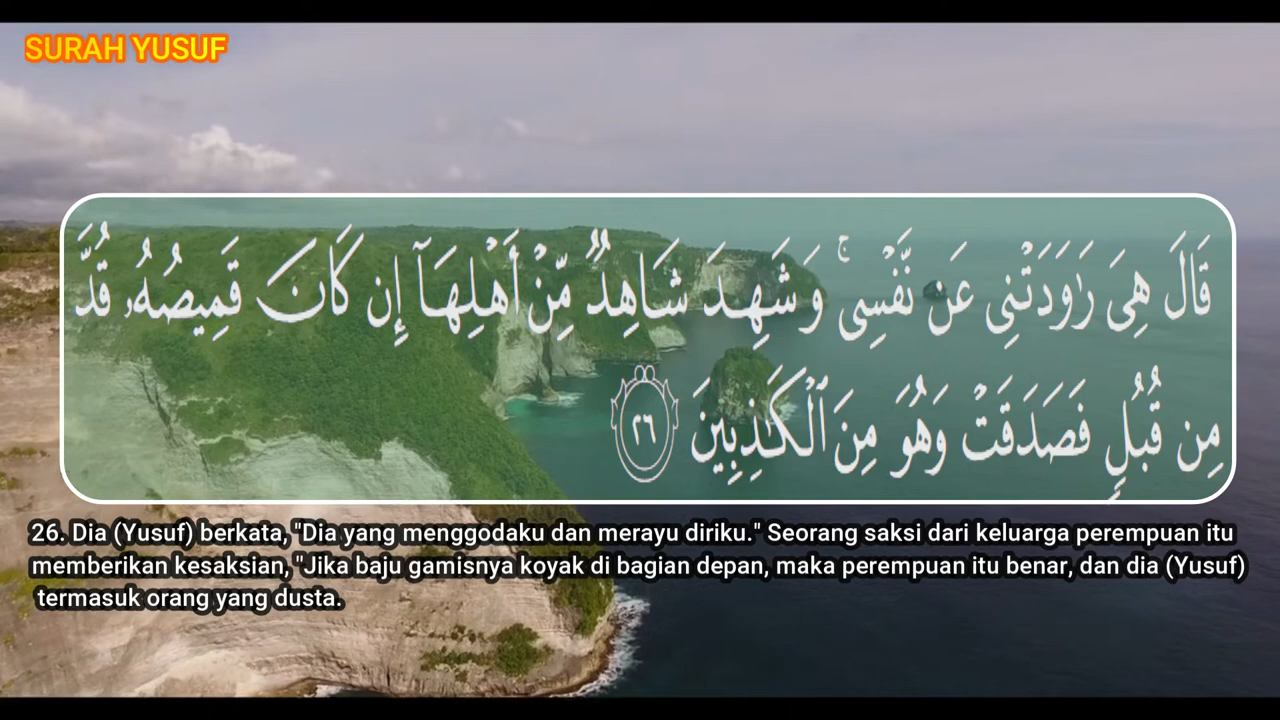 SURAH YUSUF
قَالَ هِىَ رَٰوَدَتْنِى عَن نَّفْسِى ۚ وَشَهِدَ شَاهِدٌ مِّنْ أَهْلِهَآ إِن كَانَ قَمِيصُهُۥ قُدَّ
مِن قُبُلٍ فَصَدَقَتْ وَهُوَ مِنَ ٱلْكَٰذِبِينَ ٢٦
26. Dia (Yusuf) berkata, "Dia yang menggodaku dan merayu diriku." Seorang saksi dari keluarga perempuan itu
memberikan kesaksian, "Jika baju gamisnya koyak di bagian depan, maka perempuan itu benar, dan dia (Yusuf)
termasuk orang yang dusta.